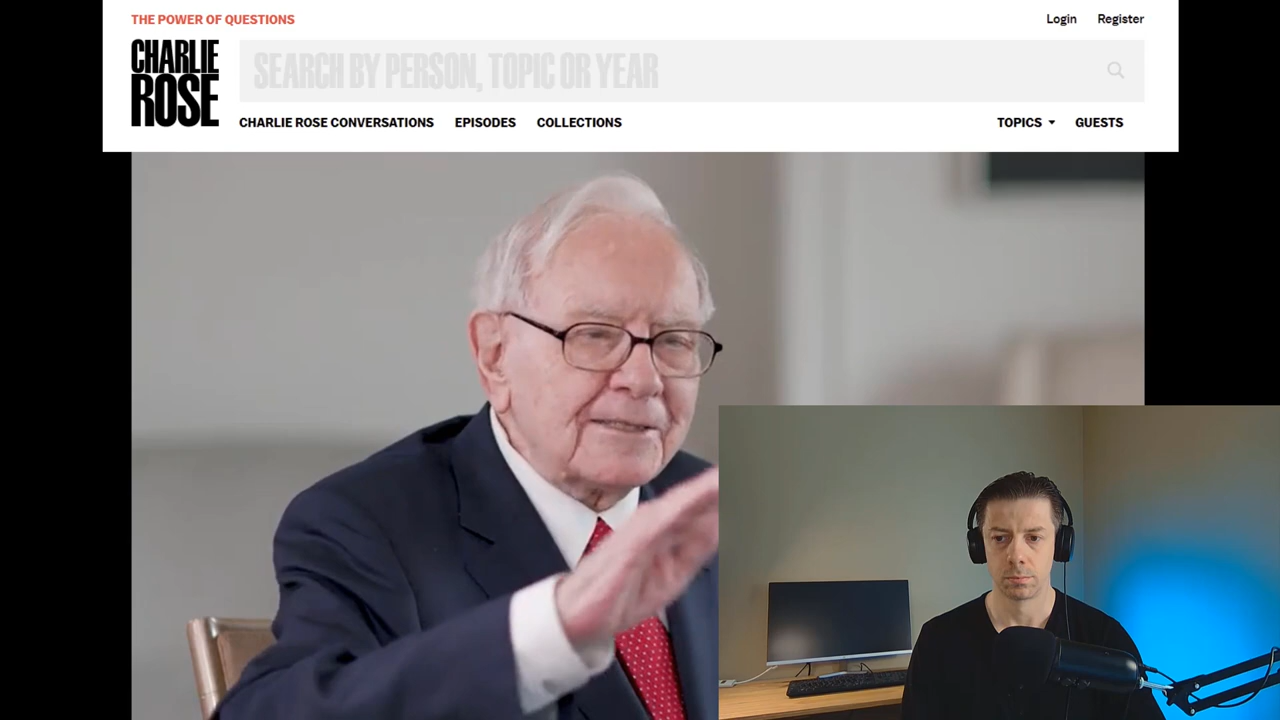 THE POWER OF QUESTIONS
Login Register
CHARLIE
ROSE
SEARCH BY PERSON, TOPIC OR YEAR
CHARLIE ROSE CONVERSATIONS EPISODES COLLECTIONS TOPICS GUESTS